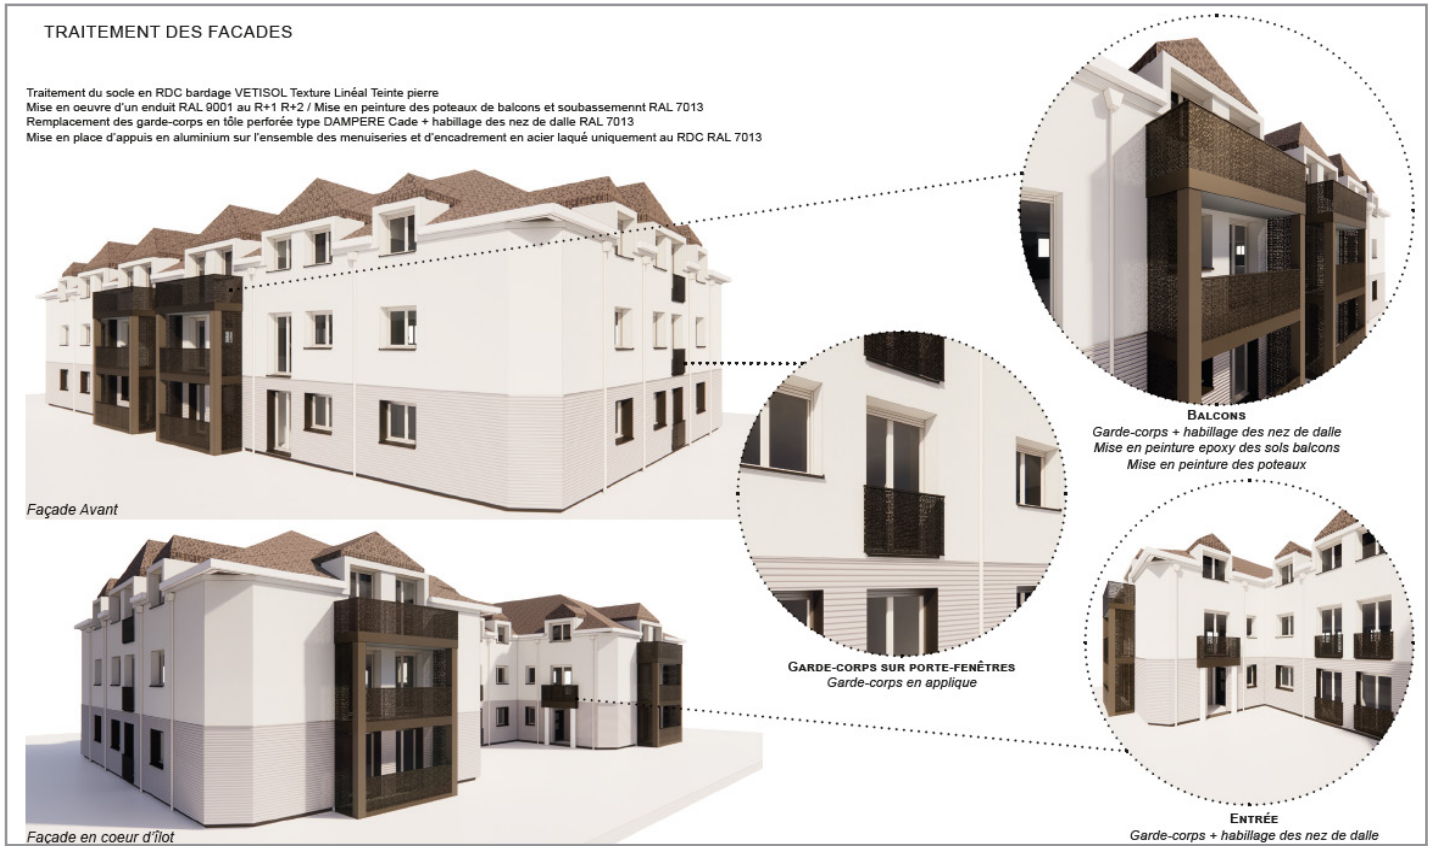 TRAITEMENT DES FACADES
Traitement du socle en RDC bardage VETISOL Texture Linéal Teinte pierre
Mise en oeuvre d'un enduit RAL 9001 au R+1 R+2 / Mise en peinture des poteaux de balcons et soubassemennt RAL 7013
Remplacement des garde-corps en tôle perforée type DAMPERE Cade + habillage des nez de dalle RAL 7013
Mise en place d'appuis en aluminium sur l'ensemble des menuiseries et d'encadrement en acier laqué uniquement au RDC RAL 7013
BALCONS
Garde-corps + habillage des nez de dalle
Mise en peinture epoxy des sols balcons
Mise en peinture des poteaux
Façade Avant
GARDE-CORPS SUR PORTE-FENÊTRES
Garde-corps en applique
Façade en coeur d'îlot
ENTRÉE
Garde-corps + habillage des nez de dalle